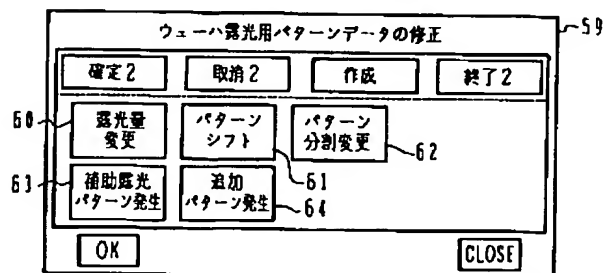 ウェーハ露光用パターンデータの修正
59
確定2 取消2 作成 終了2
60
露光量
変更
パターン
シフト
61
パターン
分割変更
62
63
補助露光
パターン発生
追加
パターン発生
64
OK
CLOSE